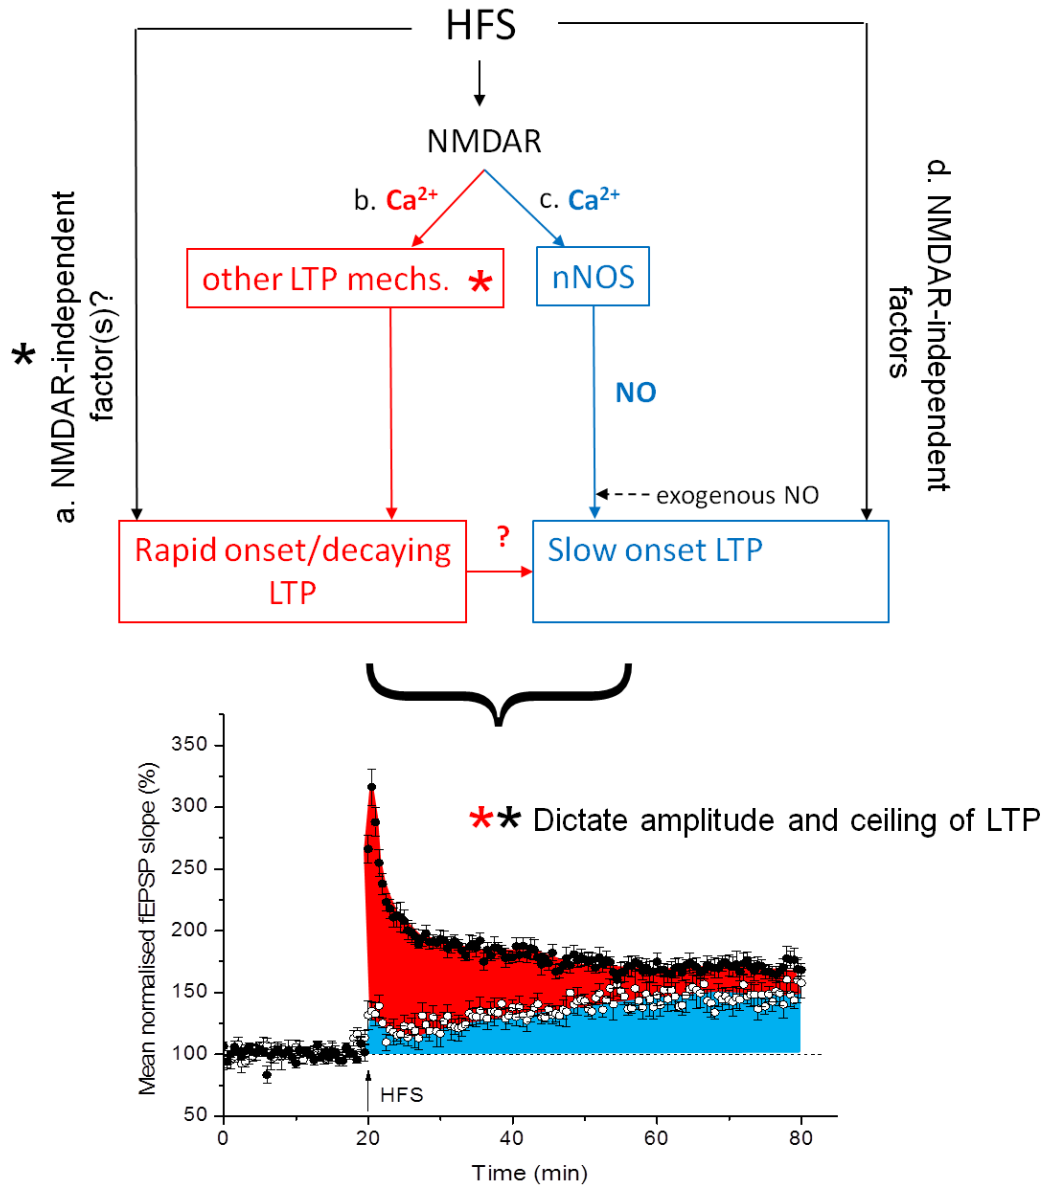 HFS
NMDAR
b. Ca²⁺
c. Ca²⁺
other LTP mechs. *
nNOS
* a. NMDAR-independent
factor(s)?
d. NMDAR-independent
factors
NO
exogenous NO
Rapid onset/decaying
LTP
?
Slow onset LTP
** Dictate amplitude and ceiling of LTP
Mean normalised fEPSP slope (%)
350
300
250
200
150
100
50
HFS
0 20 40 60 80
Time (min)